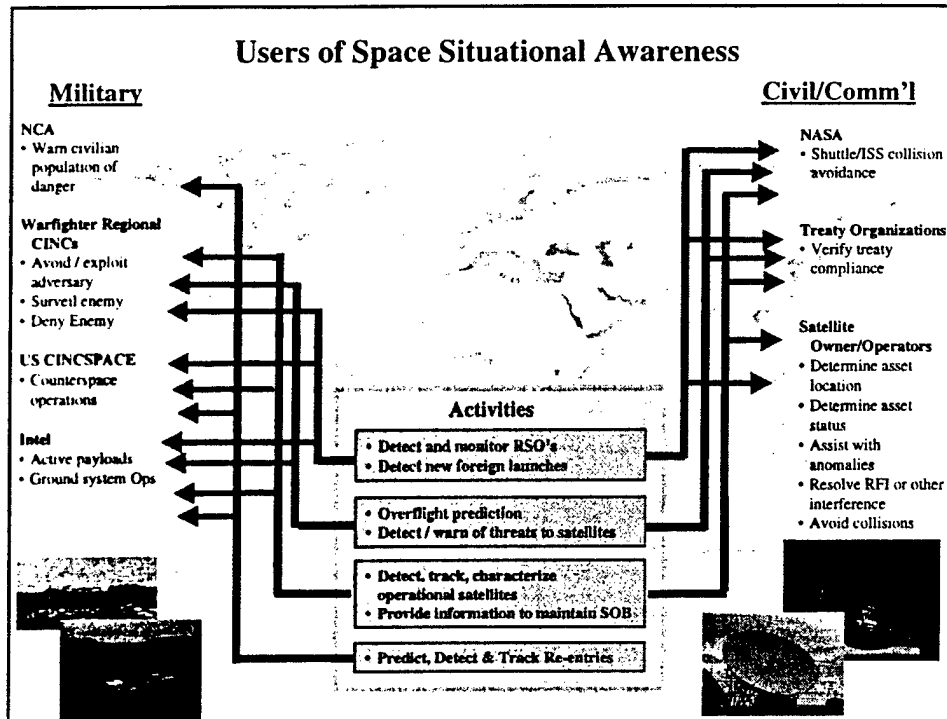 Users of Space Situational Awareness
Military
NCA
• Warn civilian
population of
danger
Warfighter Regional
CINCs
• Avoid / exploit
adversary
• Surveil enemy
• Deny Enemy
US CINCSPACE
• Counterspace
operations
Intel
• Active payloads
• Ground system Ops
Activities
• Detect and monitor RSO's
• Detect new foreign launches
• Overflight prediction
• Detect / warn of threats to satellites
• Detect, track, characterize
operational satellites
• Provide information to maintain SOB
• Predict, Detect & Track Re-entries
Civil/Comm'l
NASA
• Shuttle/ISS collision
avoidance
Treaty Organizations
• Verify treaty
compliance
Satellite
Owner/Operators
• Determine asset
location
• Determine asset
status
• Assist with
anomalies
• Resolve RFI or other
interference
• Avoid collisions